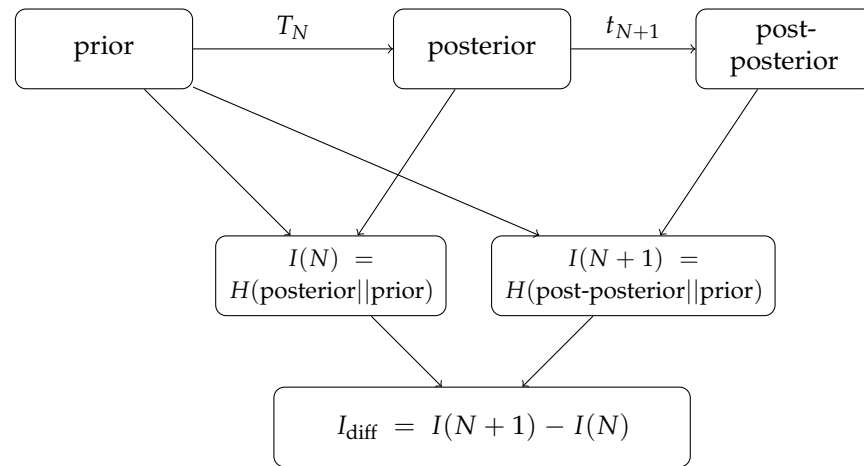 prior
T_N
posterior
t_{N+1}
post-
posterior
I(N) =
H(posterior||prior)
I(N + 1) =
H(post-posterior||prior)
I_diff = I(N + 1) − I(N)